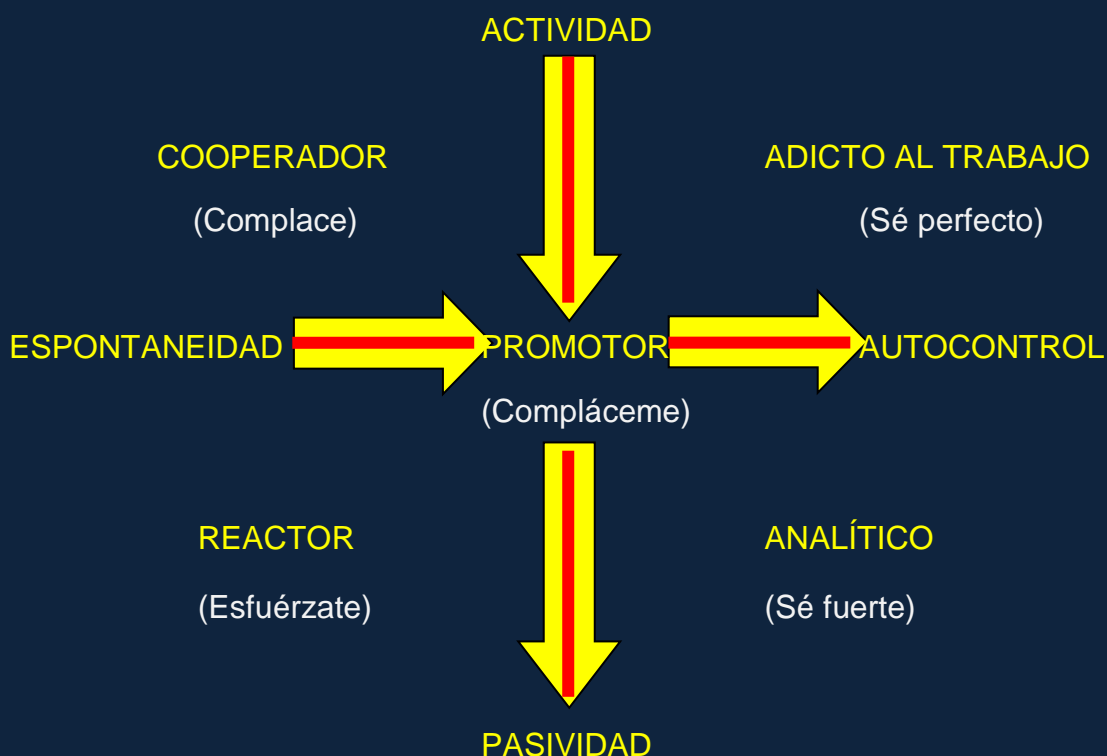 ACTIVIDAD
COOPERADOR
ADICTO AL TRABAJO
(Complace)
(Sé perfecto)
ESPONTANEIDAD
PROMOTOR
AUTOCONTROL
(Compláceme)
REACTOR
ANALÍTICO
(Esfuérzate)
(Sé fuerte)
PASIVIDAD